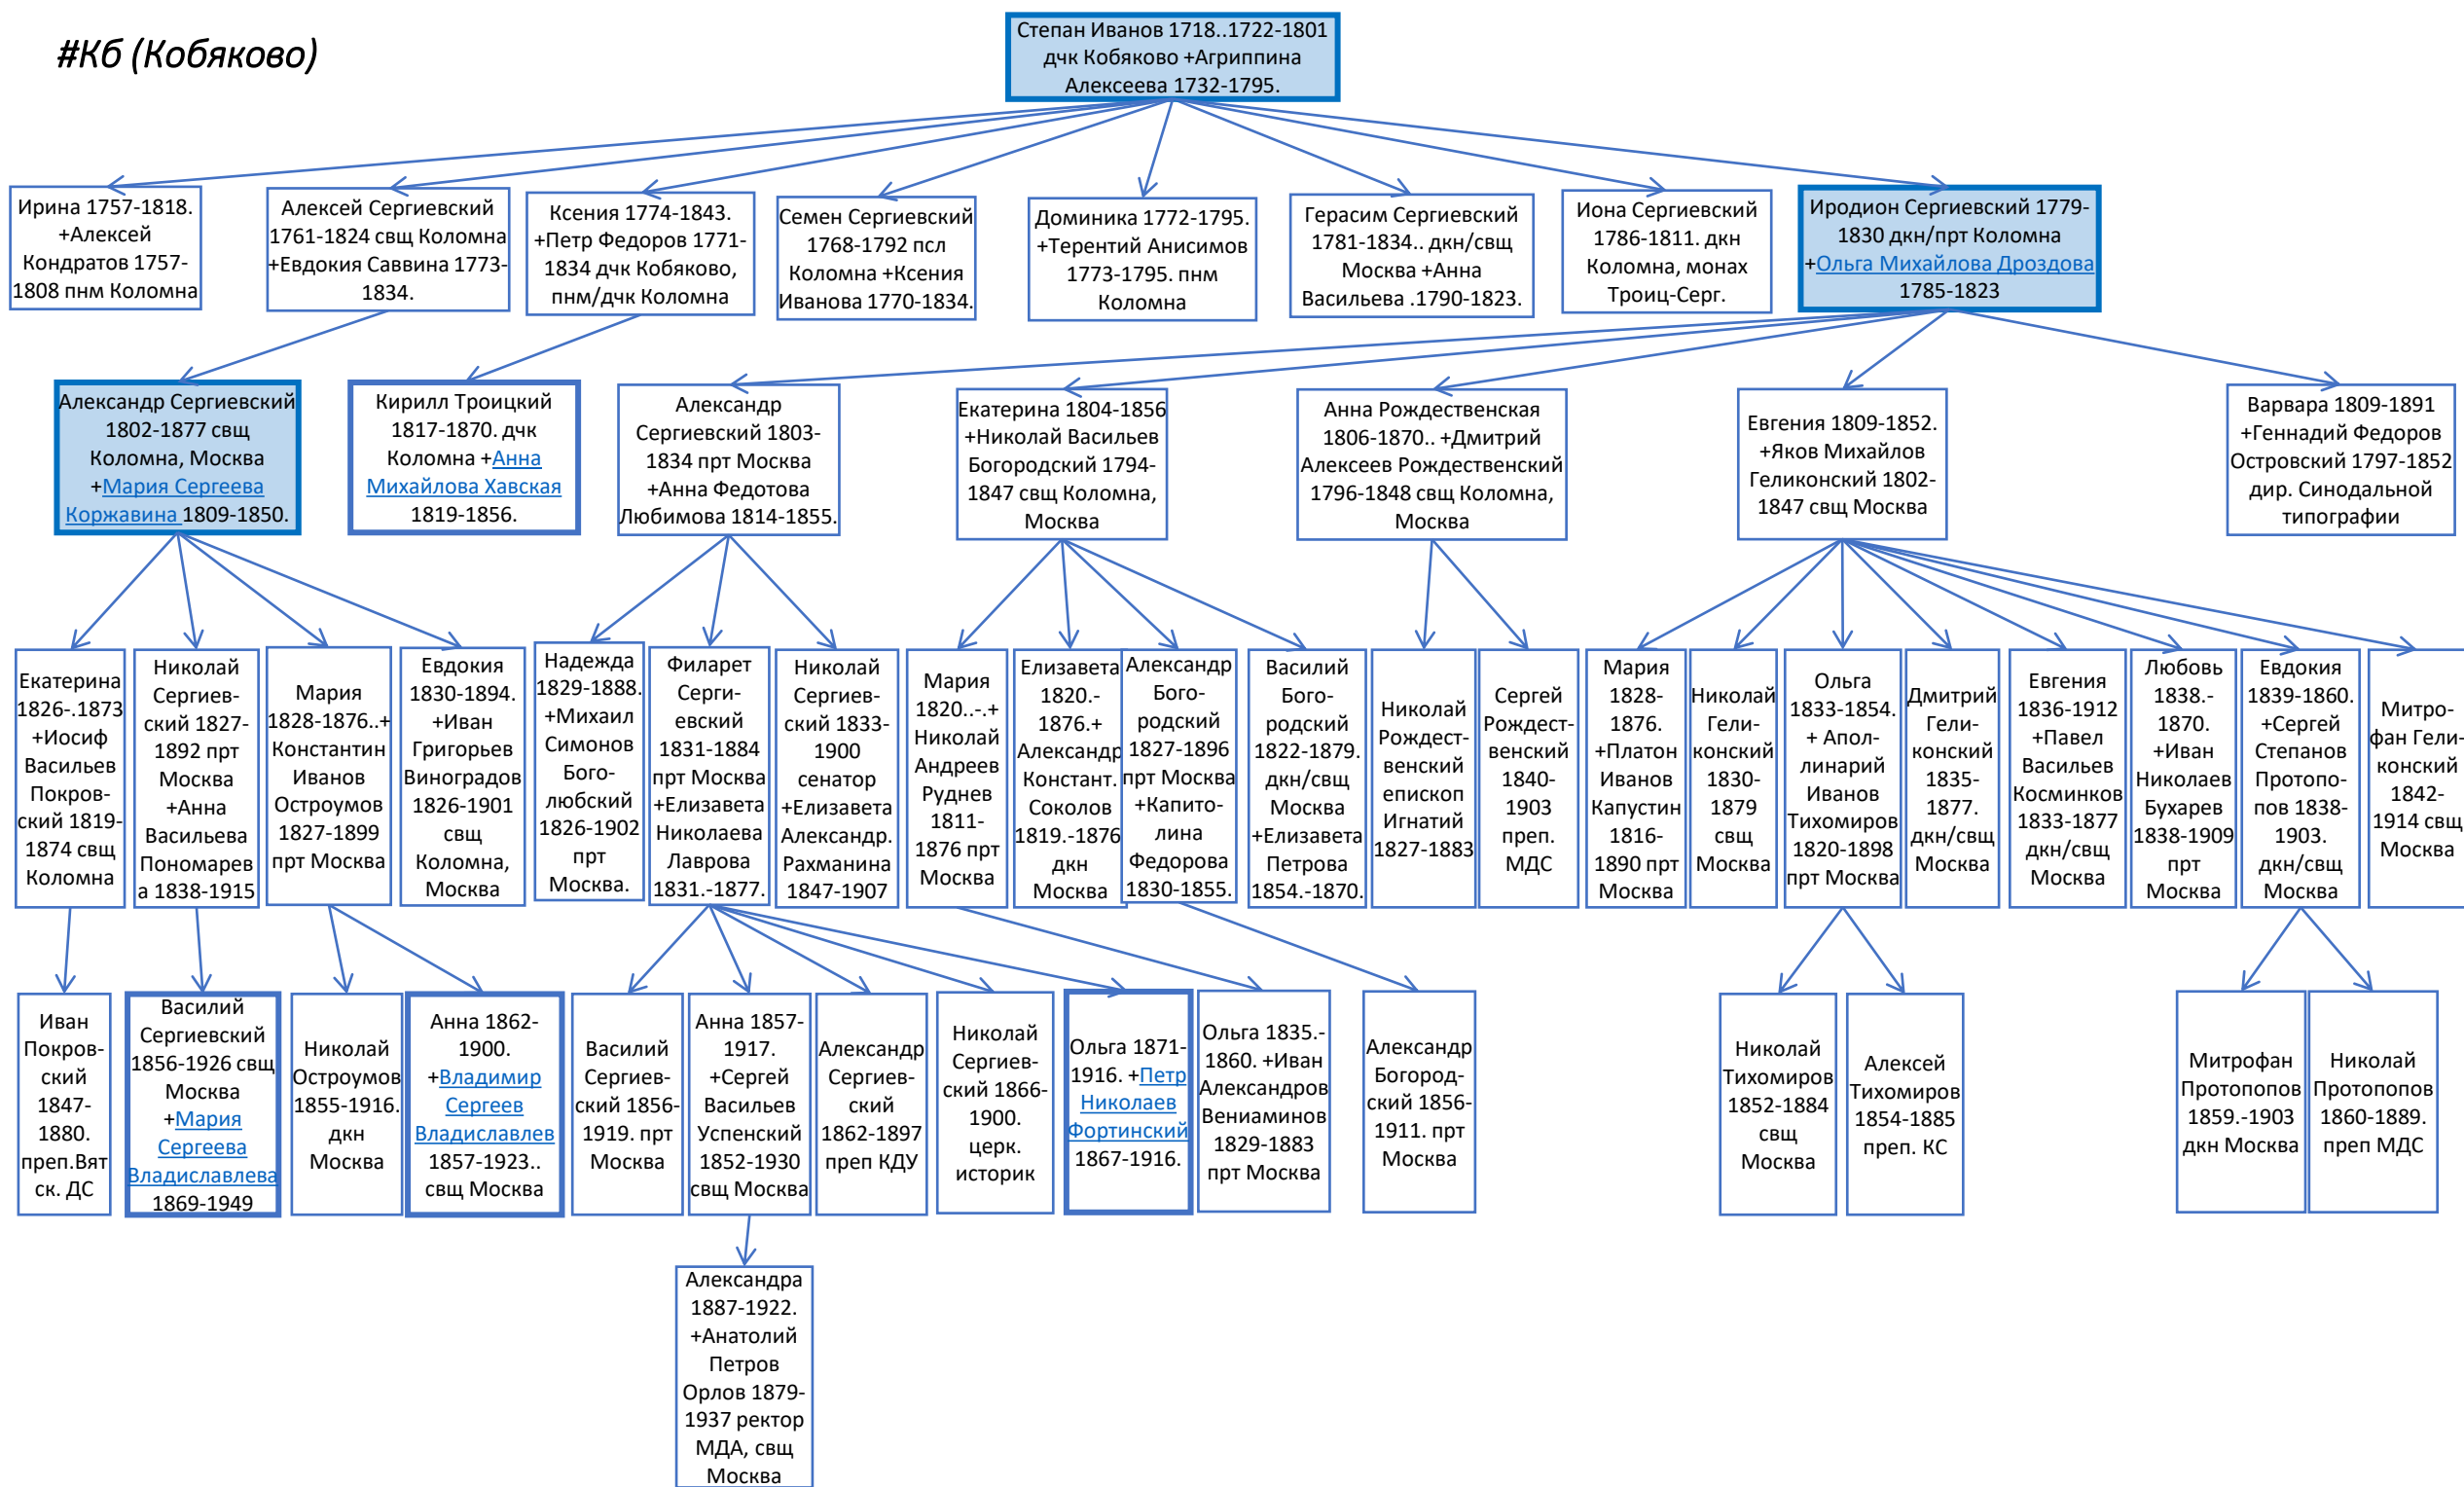 #Кб (Кобяково)
Степан Иванов 1718..1722-1801
дчк Кобяково +Агриппина
Алексеева 1732-1795.
Ирина 1757-1818.
+Алексей
Кондратов 1757-
1808 пнм Коломна
Алексей Сергиевский
1761-1824 свщ Коломна
+Евдокия Саввина 1773-
1834.
Ксения 1774-1843.
+Петр Федоров 1771-
1834 дчк Кобяково,
пнм/дчк Коломна
Семен Сергиевский
1768-1792 псл
Коломна +Ксения
Иванова 1770-1834.
Доминика 1772-1795.
+Терентий Анисимов
1773-1795. пнм
Коломна
Герасим Сергиевский
1781-1834.. дкн/свщ
Москва +Анна
Васильева .1790-1823.
Иона Сергиевский
1786-1811. дкн
Коломна, монах
Троиц-Серг.
Иродион Сергиевский 1779-
1830 дкн/прт Коломна
+Ольга Михайлова Дроздова
1785-1823
Александр Сергиевский
1802-1877 свщ
Коломна, Москва
+Мария Сергеева
Коржавина 1809-1850.
Кирилл Троицкий
1817-1870. дчк
Коломна +Анна
Михайлова Хавская
1819-1856.
Александр
Сергиевский 1803-
1834 прт Москва
+Анна Федотова
Любимова 1814-1855.
Екатерина 1804-1856
+Николай Васильев
Богородский 1794-
1847 свщ Коломна,
Москва
Анна Рождественская
1806-1870.. +Дмитрий
Алексеев Рождественский
1796-1848 свщ Коломна,
Москва
Евгения 1809-1852.
+Яков Михайлов
Геликонский 1802-
1847 свщ Москва
Варвара 1809-1891
+Геннадий Федоров
Островский 1797-1852
дир. Синодальной
типографии
Екатерина
1826-.1873
+Иосиф
Васильев
Покров-
ский 1819-
1874 свщ
Коломна
Николай
Сергиев-
ский 1827-
1892 прт
Москва
+Анна
Васильева
Пономарев
а 1838-1915
Мария
1828-1876..+
Константин
Иванов
Остроумов
1827-1899
прт Москва
Евдокия
1830-1894.
+Иван
Григорьев
Виноградов
1826-1901
свщ
Коломна,
Москва
Надежда
1829-1888.
+Михаил
Симонов
Бого-
любский
1826-1902
прт
Москва.
Филарет
Серги-
евский
1831-1884
прт Москва
+Елизавета
Николаева
Лаврова
1831.-1877.
Николай
Сергиев-
ский 1833-
1900
сенатор
+Елизавета
Александр.
Рахманина
1847-1907
Мария
1820..-.+
Николай
Андреев
Руднев
1811-
1876 прт
Москва
Елизавета
1820.-
1876.+
Александр
Констант.
Соколов
1819.-1876
дкн
Москва
Александр
Бого-
родский
1827-1896
прт Москва
+Капито-
лина
Федорова
1830-1855.
Василий
Бого-
родский
1822-1879.
дкн/свщ
Москва
+Елизавета
Петрова
1854.-1870.
Николай
Рождест-
венский
епископ
Игнатий
1827-1883
Сергей
Рождест-
венский
1840-
1903
преп.
МДС
Мария
1828-
1876.
+Платон
Иванов
Капустин
1816-
1890 прт
Москва
Николай
Гели-
конский
1830-
1879
свщ
Москва
Ольга
1833-1854.
+ Апол-
линарий
Иванов
Тихомиров
1820-1898
прт Москва
Дмитрий
Гели-
конский
1835-
1877.
дкн/свщ
Москва
Евгения
1836-1912
+Павел
Васильев
Косминков
1833-1877
дкн/свщ
Москва
Любовь
1838.-
1870.
+Иван
Николаев
Бухарев
1838-1909
прт
Москва
Евдокия
1839-1860.
+Сергей
Степанов
Протопо-
пов 1838-
1903.
дкн/свщ
Москва
Митро-
фан Гели-
конский
1842-
1914 свщ
Москва
Иван
Покров-
ский
1847-
1880.
преп.Вят
ск. ДС
Василий
Сергиевский
1856-1926 свщ
Москва
+Мария
Сергеева
Владиславлева
1869-1949
Николай
Остроумов
1855-1916.
дкн
Москва
Анна 1862-
1900.
+Владимир
Сергеев
Владиславлев
1857-1923..
свщ Москва
Василий
Сергиев-
ский 1856-
1919. прт
Москва
Анна 1857-
1917.
+Сергей
Васильев
Успенский
1852-1930
свщ Москва
Александр
Сергиев-
ский
1862-1897
преп КДУ
Николай
Сергиев-
ский 1866-
1900.
церк.
историк
Ольга 1871-
1916. +Петр
Николаев
Фортинский
1867-1916.
Ольга 1835.-
1860. +Иван
Александров
Вениаминов
1829-1883
прт Москва
Александр
Богород-
ский 1856-
1911. прт
Москва
Николай
Тихомиров
1852-1884
свщ
Москва
Алексей
Тихомиров
1854-1885
преп. КС
Митрофан
Протопопов
1859.-1903
дкн Москва
Николай
Протопопов
1860-1889.
преп МДС
Александра
1887-1922.
+Анатолий
Петров
Орлов 1879-
1937 ректор
МДА, свщ
Москва